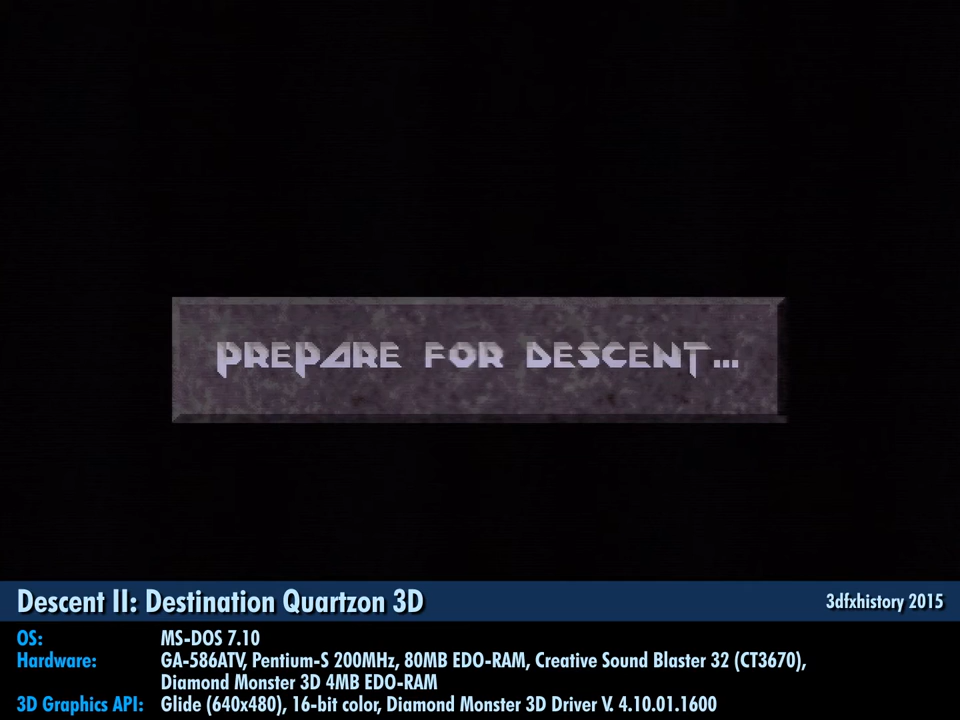 PREPARE FOR DESCENT...
Descent II: Destination Quartzon 3D
3dfxhistory 2015
OS: MS-DOS 7.10
Hardware: GA-586ATV, Pentium-S 200MHz, 80MB EDO-RAM, Creative Sound Blaster 32 (CT3670),
Diamond Monster 3D 4MB EDO-RAM
3D Graphics API: Glide (640x480), 16-bit color, Diamond Monster 3D Driver V. 4.10.01.1600